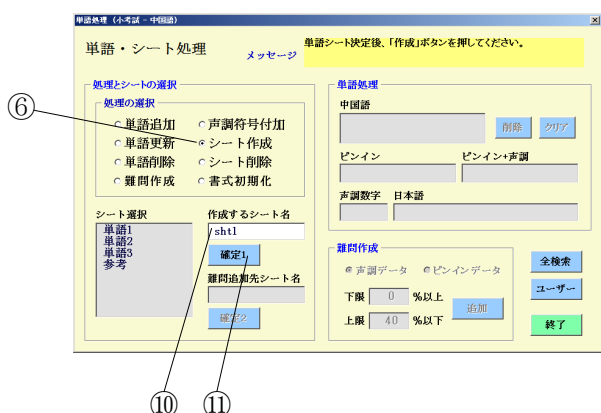 単語処理 (小考試 - 中国語)
単語・シート処理
メッセージ
単語シート決定後、「作成」ボタンを押してください。
処理とシートの選択
処理の選択
単語追加
声調符号付加
単語更新
シート作成
単語削除
シート削除
難問作成
書式初期化
シート選択
単語1
単語2
単語3
参考
作成するシート名
sht1
確定1
難問追加先シート名
確定2
単語処理
中国語
削除
クリア
ピンイン
ピンイン+声調
声調数字
日本語
難問作成
声調データ
ピンインデータ
下限 0 %以上
上限 40 %以下
追加
全検索
ユーザー
終了
⑥
⑩
⑪